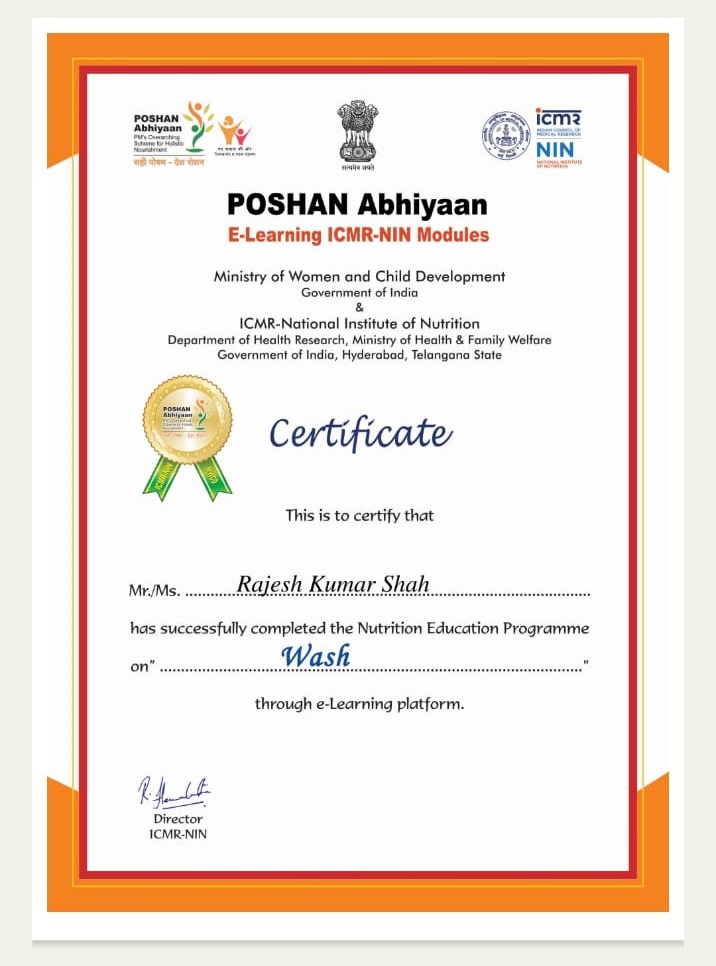 POSHAN
Abhiyaan
PM's Overarching
Scheme for Holistic
Nourishment
सही पोषण - देश रोशन
सत्यमेव जयते
icmr
INDIAN COUNCIL OF
MEDICAL RESEARCH
NIN
NATIONAL INSTITUTE
OF NUTRITION
POSHAN Abhiyaan
E-Learning ICMR-NIN Modules
Ministry of Women and Child Development
Government of India
&
ICMR-National Institute of Nutrition
Department of Health Research, Ministry of Health & Family Welfare
Government of India, Hyderabad, Telangana State
POSHAN
Abhiyaan
ICMR-NIN
Certificate
This is to certify that
Mr./Ms. Rajesh Kumar Shah
has successfully completed the Nutrition Education Programme
on" Wash "
through e-Learning platform.
Director
ICMR-NIN